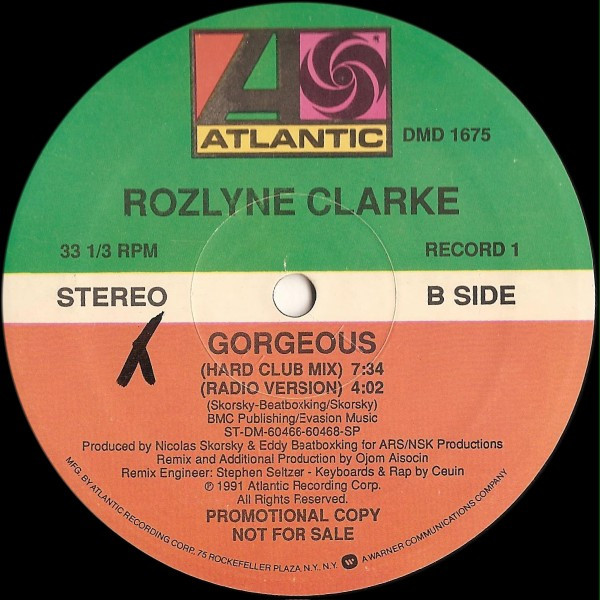 ATLANTIC
DMD 1675
ROZLYNE CLARKE
33 1/3 RPM
RECORD 1
STEREO
B SIDE
GORGEOUS
(HARD CLUB MIX) 7:34
(RADIO VERSION) 4:02
(Skorsky-Beatboxking/Skorsky)
BMC Publishing/Evasion Music
ST-DM-60466-60468-SP
Produced by Nicolas Skorsky & Eddy Beatboxking for ARS/NSK Productions
Remix and Additional Production by Ojom Aisocin
Remix Engineer: Stephen Seltzer - Keyboards & Rap by Ceuin
℗ 1991 Atlantic Recording Corp.
All Rights Reserved.
PROMOTIONAL COPY
NOT FOR SALE
MFG. BY ATLANTIC RECORDING CORP. 75 ROCKEFELLER PLAZA, N.Y. N.Y. A WARNER COMMUNICATIONS COMPANY